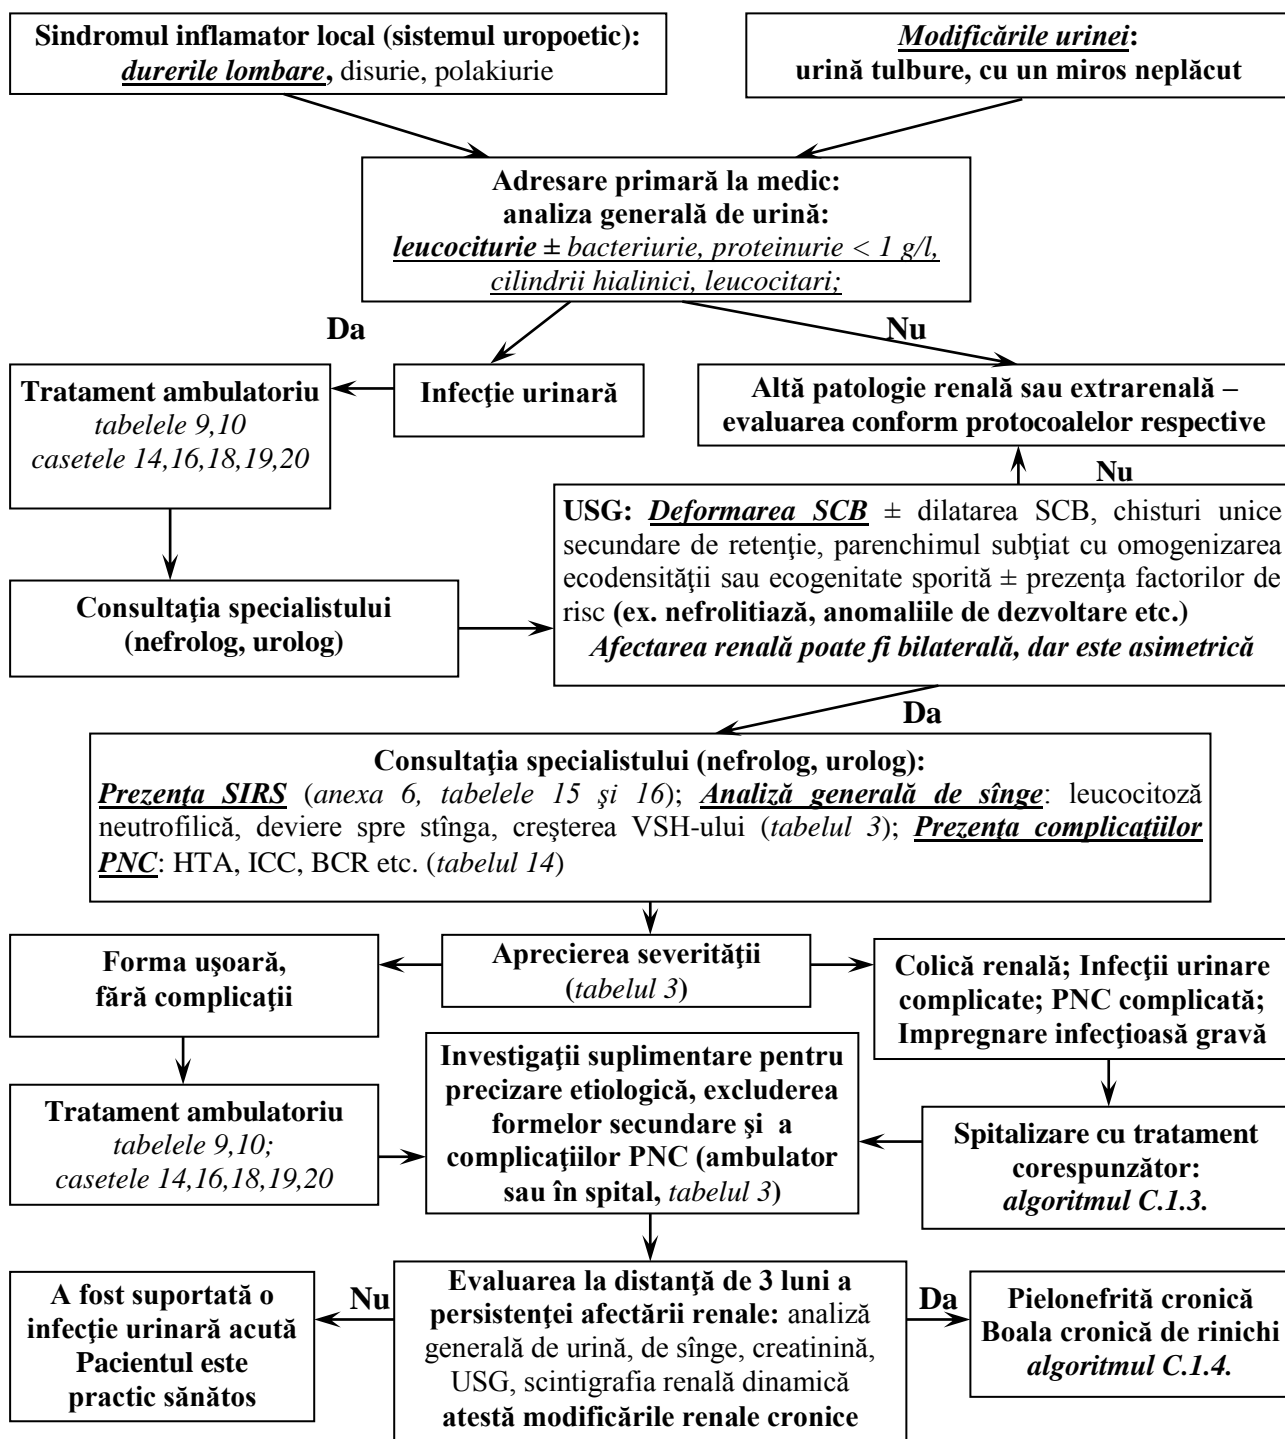 Sindromul inflamator local (sistemul uropoetic):
durerile lombare, disurie, polakiurie
Modificările urinei:
urină tulbure, cu un miros neplăcut
Adresare primară la medic:
analiza generală de urină:
leucociturie ± bacteriurie, proteinurie < 1 g/l,
cilindrii hialinici, leucocitari;
Da
Nu
Tratament ambulatoriu
tabelele 9,10
casetele 14,16,18,19,20
Infecţie urinară
Altă patologie renală sau extrarenală –
evaluarea conform protocoalelor respective
Nu
Consultaţia specialistului
(nefrolog, urolog)
USG: Deformarea SCB ± dilatarea SCB, chisturi unice
secundare de retenţie, parenchimul subţiat cu omogenizarea
ecodensităţii sau ecogenitate sporită ± prezenţa factorilor de
risc (ex. nefrolitiază, anomaliile de dezvoltare etc.)
Afectarea renală poate fi bilaterală, dar este asimetrică
Da
Consultaţia specialistului (nefrolog, urolog):
Prezenţa SIRS (anexa 6, tabelele 15 şi 16); Analiză generală de sînge: leucocitoză
neutrofilică, deviere spre stînga, creşterea VSH-ului (tabelul 3); Prezenţa complicaţiilor
PNC: HTA, ICC, BCR etc. (tabelul 14)
Forma uşoară,
fără complicaţii
Aprecierea severităţii
(tabelul 3)
Colică renală; Infecţii urinare
complicate; PNC complicată;
Impregnare infecţioasă gravă
Tratament ambulatoriu
tabelele 9,10;
casetele 14,16,18,19,20
Investigaţii suplimentare pentru
precizare etiologică, excluderea
formelor secundare şi a
complicaţiilor PNC (ambulator
sau în spital, tabelul 3)
Spitalizare cu tratament
corespunzător:
algoritmul C.1.3.
A fost suportată o
infecţie urinară acută
Pacientul este
practic sănătos
Nu
Evaluarea la distanţă de 3 luni a
persistenţei afectării renale: analiză
generală de urină, de sînge, creatinină,
USG, scintigrafia renală dinamică
atestă modificările renale cronice
Da
Pielonefrită cronică
Boala cronică de rinichi
algoritmul C.1.4.